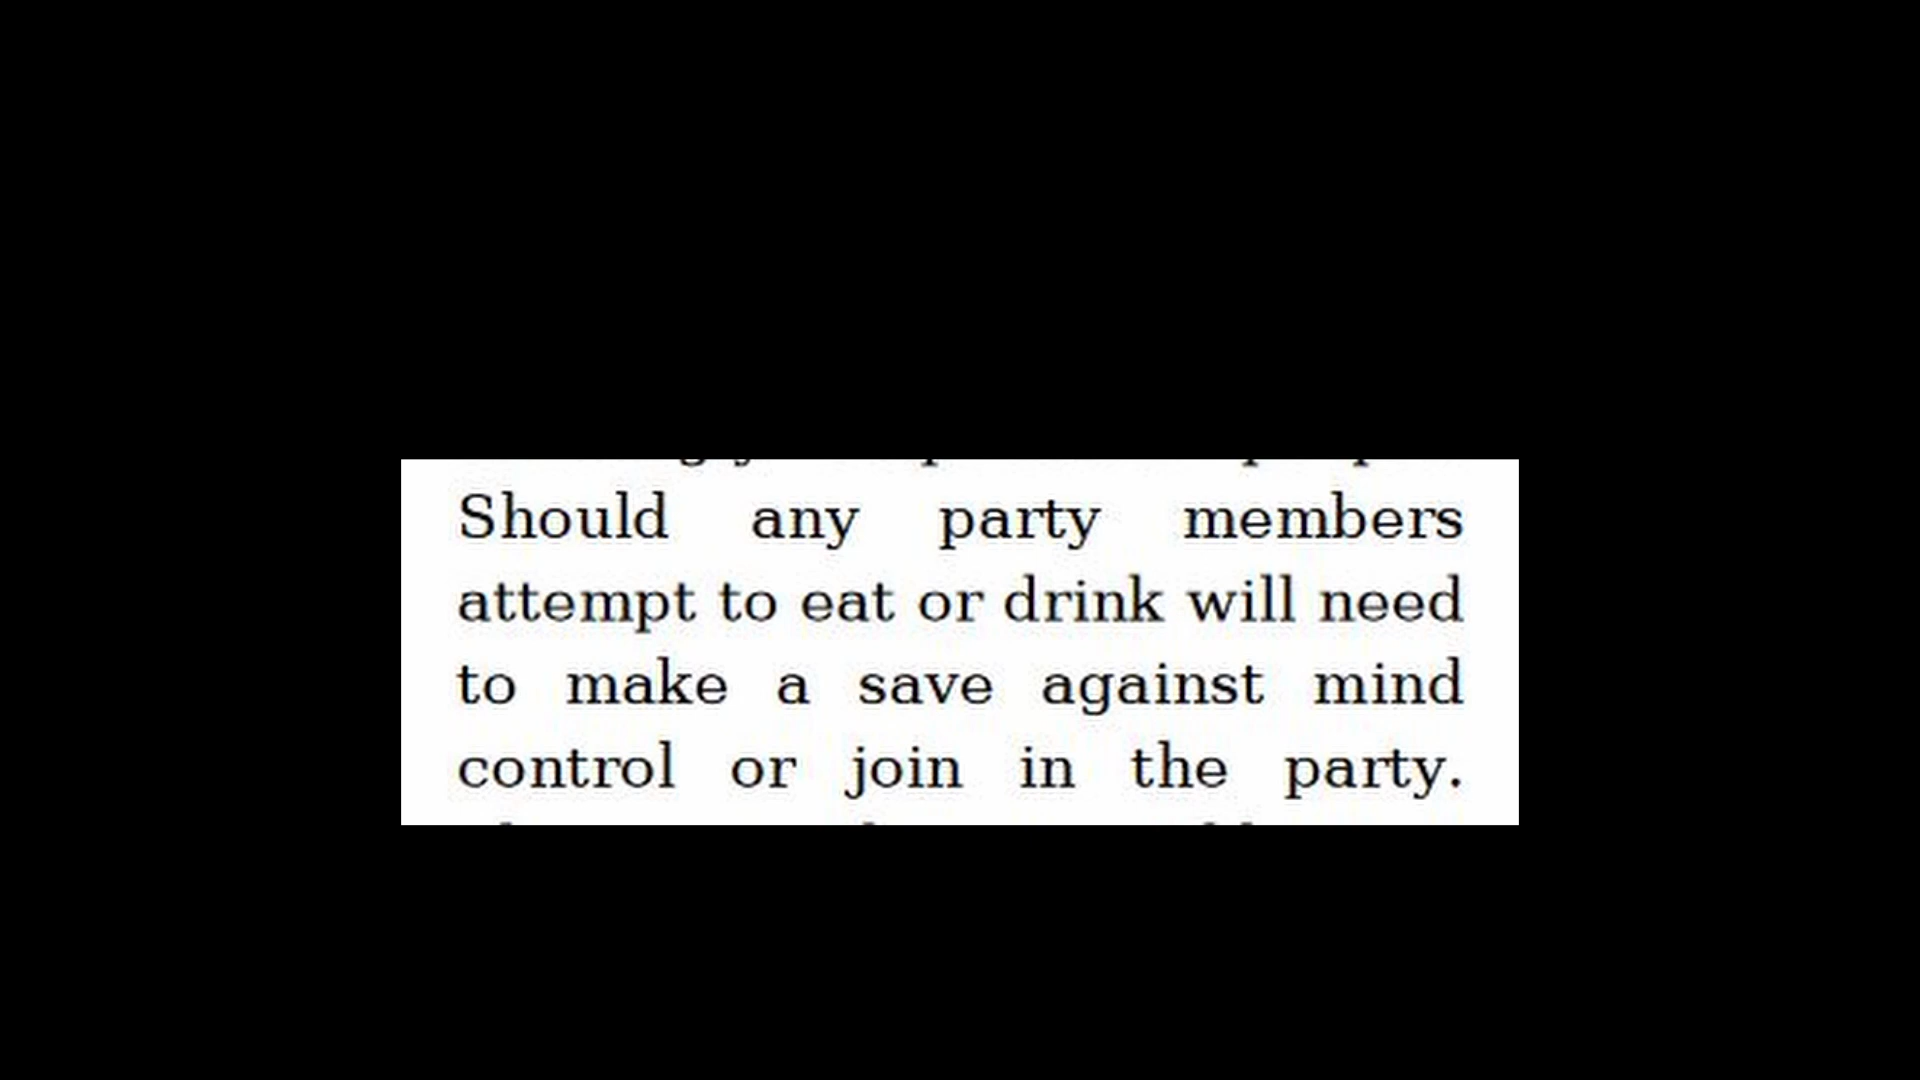 Should any party members
attempt to eat or drink will need
to make a save against mind
control or join in the party.